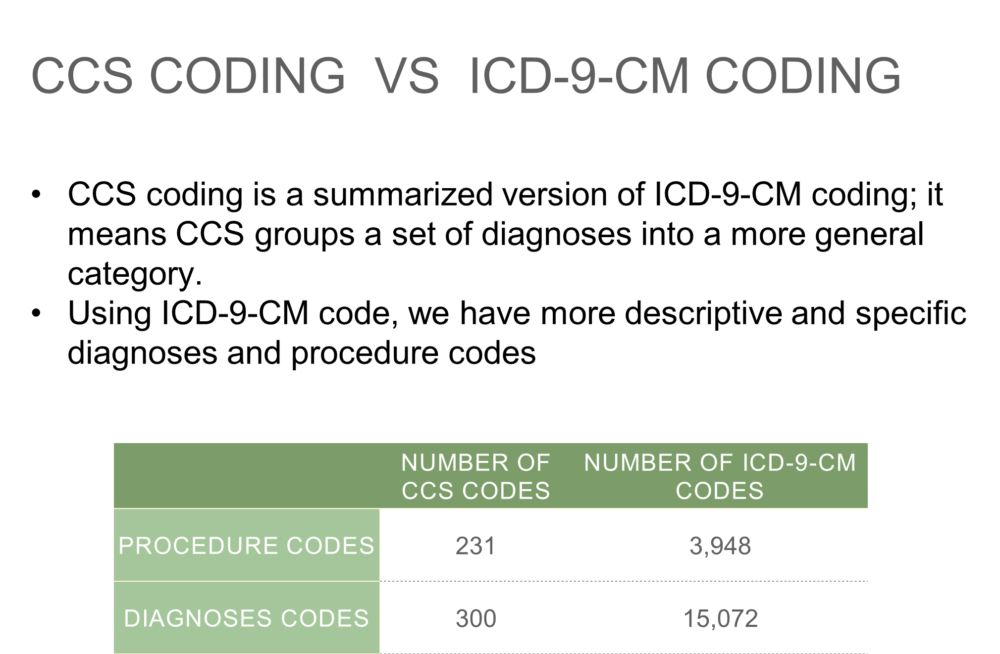 CCS CODING VS ICD-9-CM CODING
• CCS coding is a summarized version of ICD-9-CM coding; it
means CCS groups a set of diagnoses into a more general
category.
• Using ICD-9-CM code, we have more descriptive and specific
diagnoses and procedure codes
NUMBER OF CCS CODES NUMBER OF ICD-9-CM CODES
PROCEDURE CODES 231 3,948
DIAGNOSES CODES 300 15,072